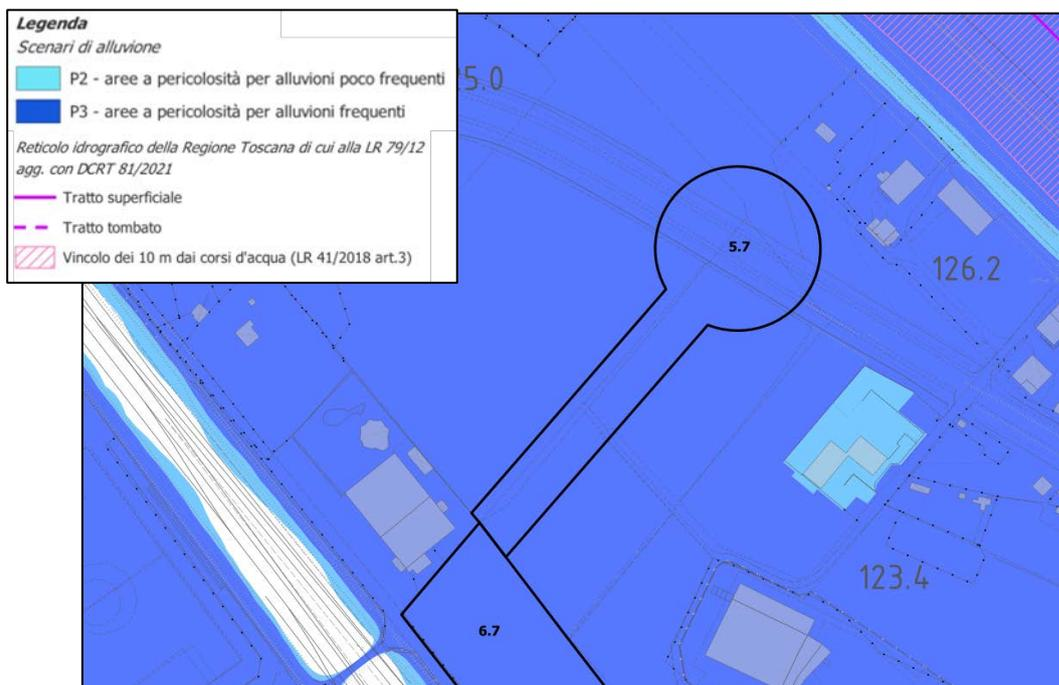 Legenda
Scenari di alluvione
P2 - aree a pericolosità per alluvioni poco frequenti
P3 - aree a pericolosità per alluvioni frequenti
Reticolo idrografico della Regione Toscana di cui alla LR 79/12
agg. con DCRT 81/2021
Tratto superficiale
Tratto tombato
Vincolo dei 10 m dai corsi d'acqua (LR 41/2018 art.3)
5.7
126.2
123.4
6.7